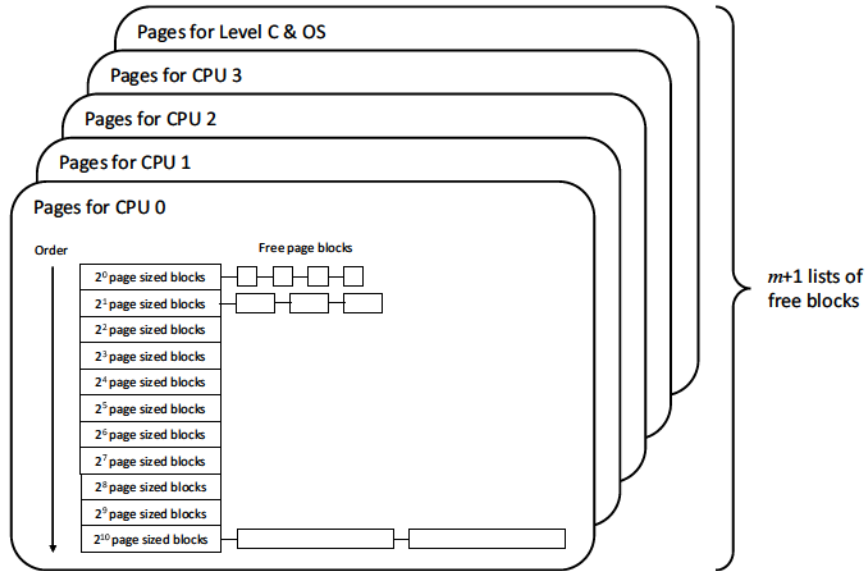 Pages for Level C & OS
Pages for CPU 3
Pages for CPU 2
Pages for CPU 1
Pages for CPU 0
Order
Free page blocks
2⁰ page sized blocks
2¹ page sized blocks
2² page sized blocks
2³ page sized blocks
2⁴ page sized blocks
2⁵ page sized blocks
2⁶ page sized blocks
2⁷ page sized blocks
2⁸ page sized blocks
2⁹ page sized blocks
2¹⁰ page sized blocks
m+1 lists of
free blocks